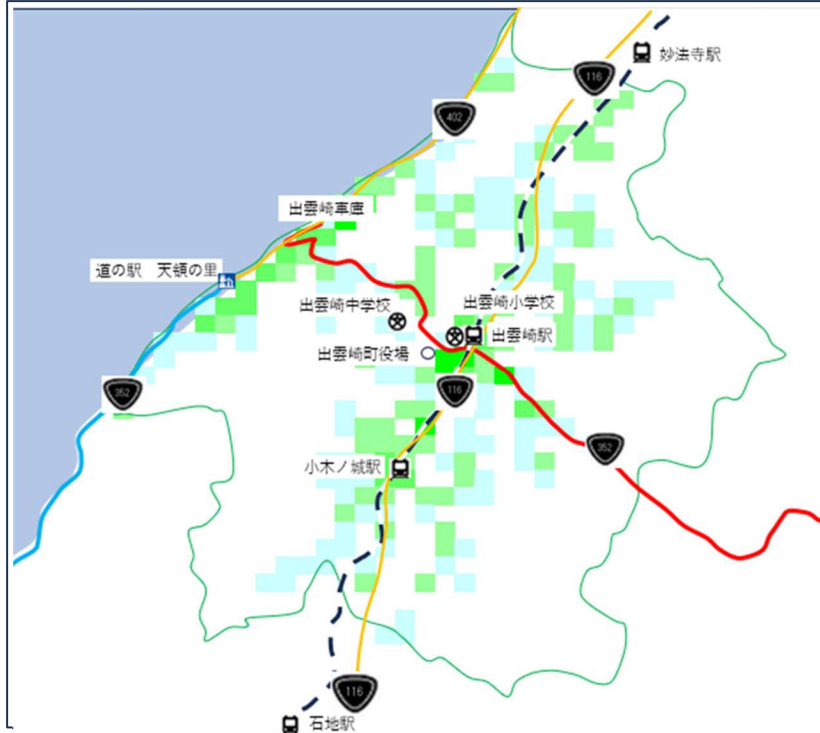 妙法寺駅
116
402
出雲崎車庫
道の駅　天領の里
出雲崎中学校
出雲崎小学校
出雲崎駅
出雲崎町役場
352
116
352
小木ノ城駅
116
石地駅